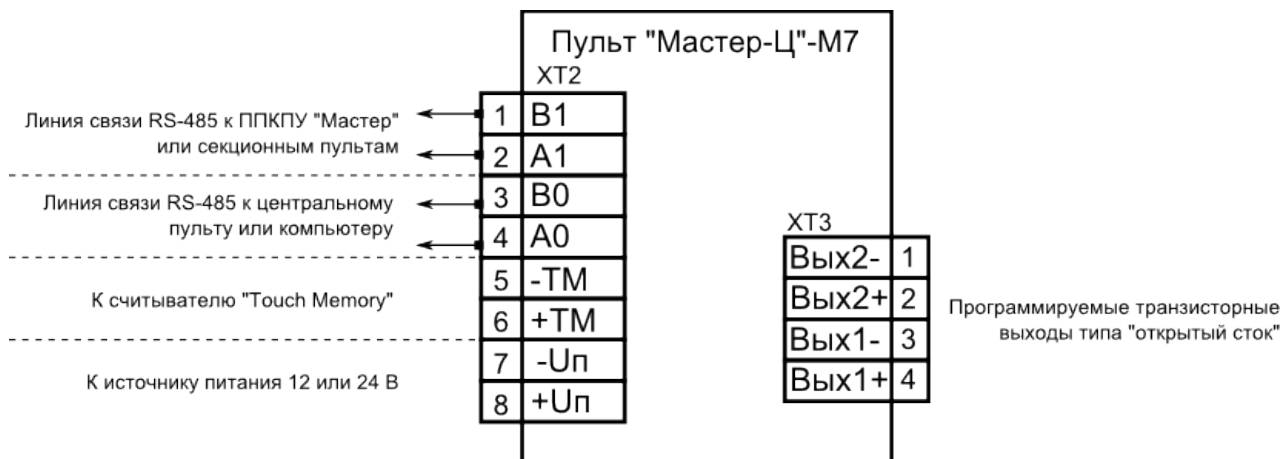 Пульт "Мастер-Ц"-М7
XT2
Линия связи RS-485 к ППКПУ "Мастер"
или секционным пультам
1 B1
2 A1
Линия связи RS-485 к центральному
пульту или компьютеру
3 B0
4 A0
К считывателю "Touch Memory"
5 -TM
6 +TM
К источнику питания 12 или 24 В
7 -Uп
8 +Uп
XT3
Вых2- 1
Вых2+ 2
Вых1- 3
Вых1+ 4
Программируемые транзисторные
выходы типа "открытый сток"